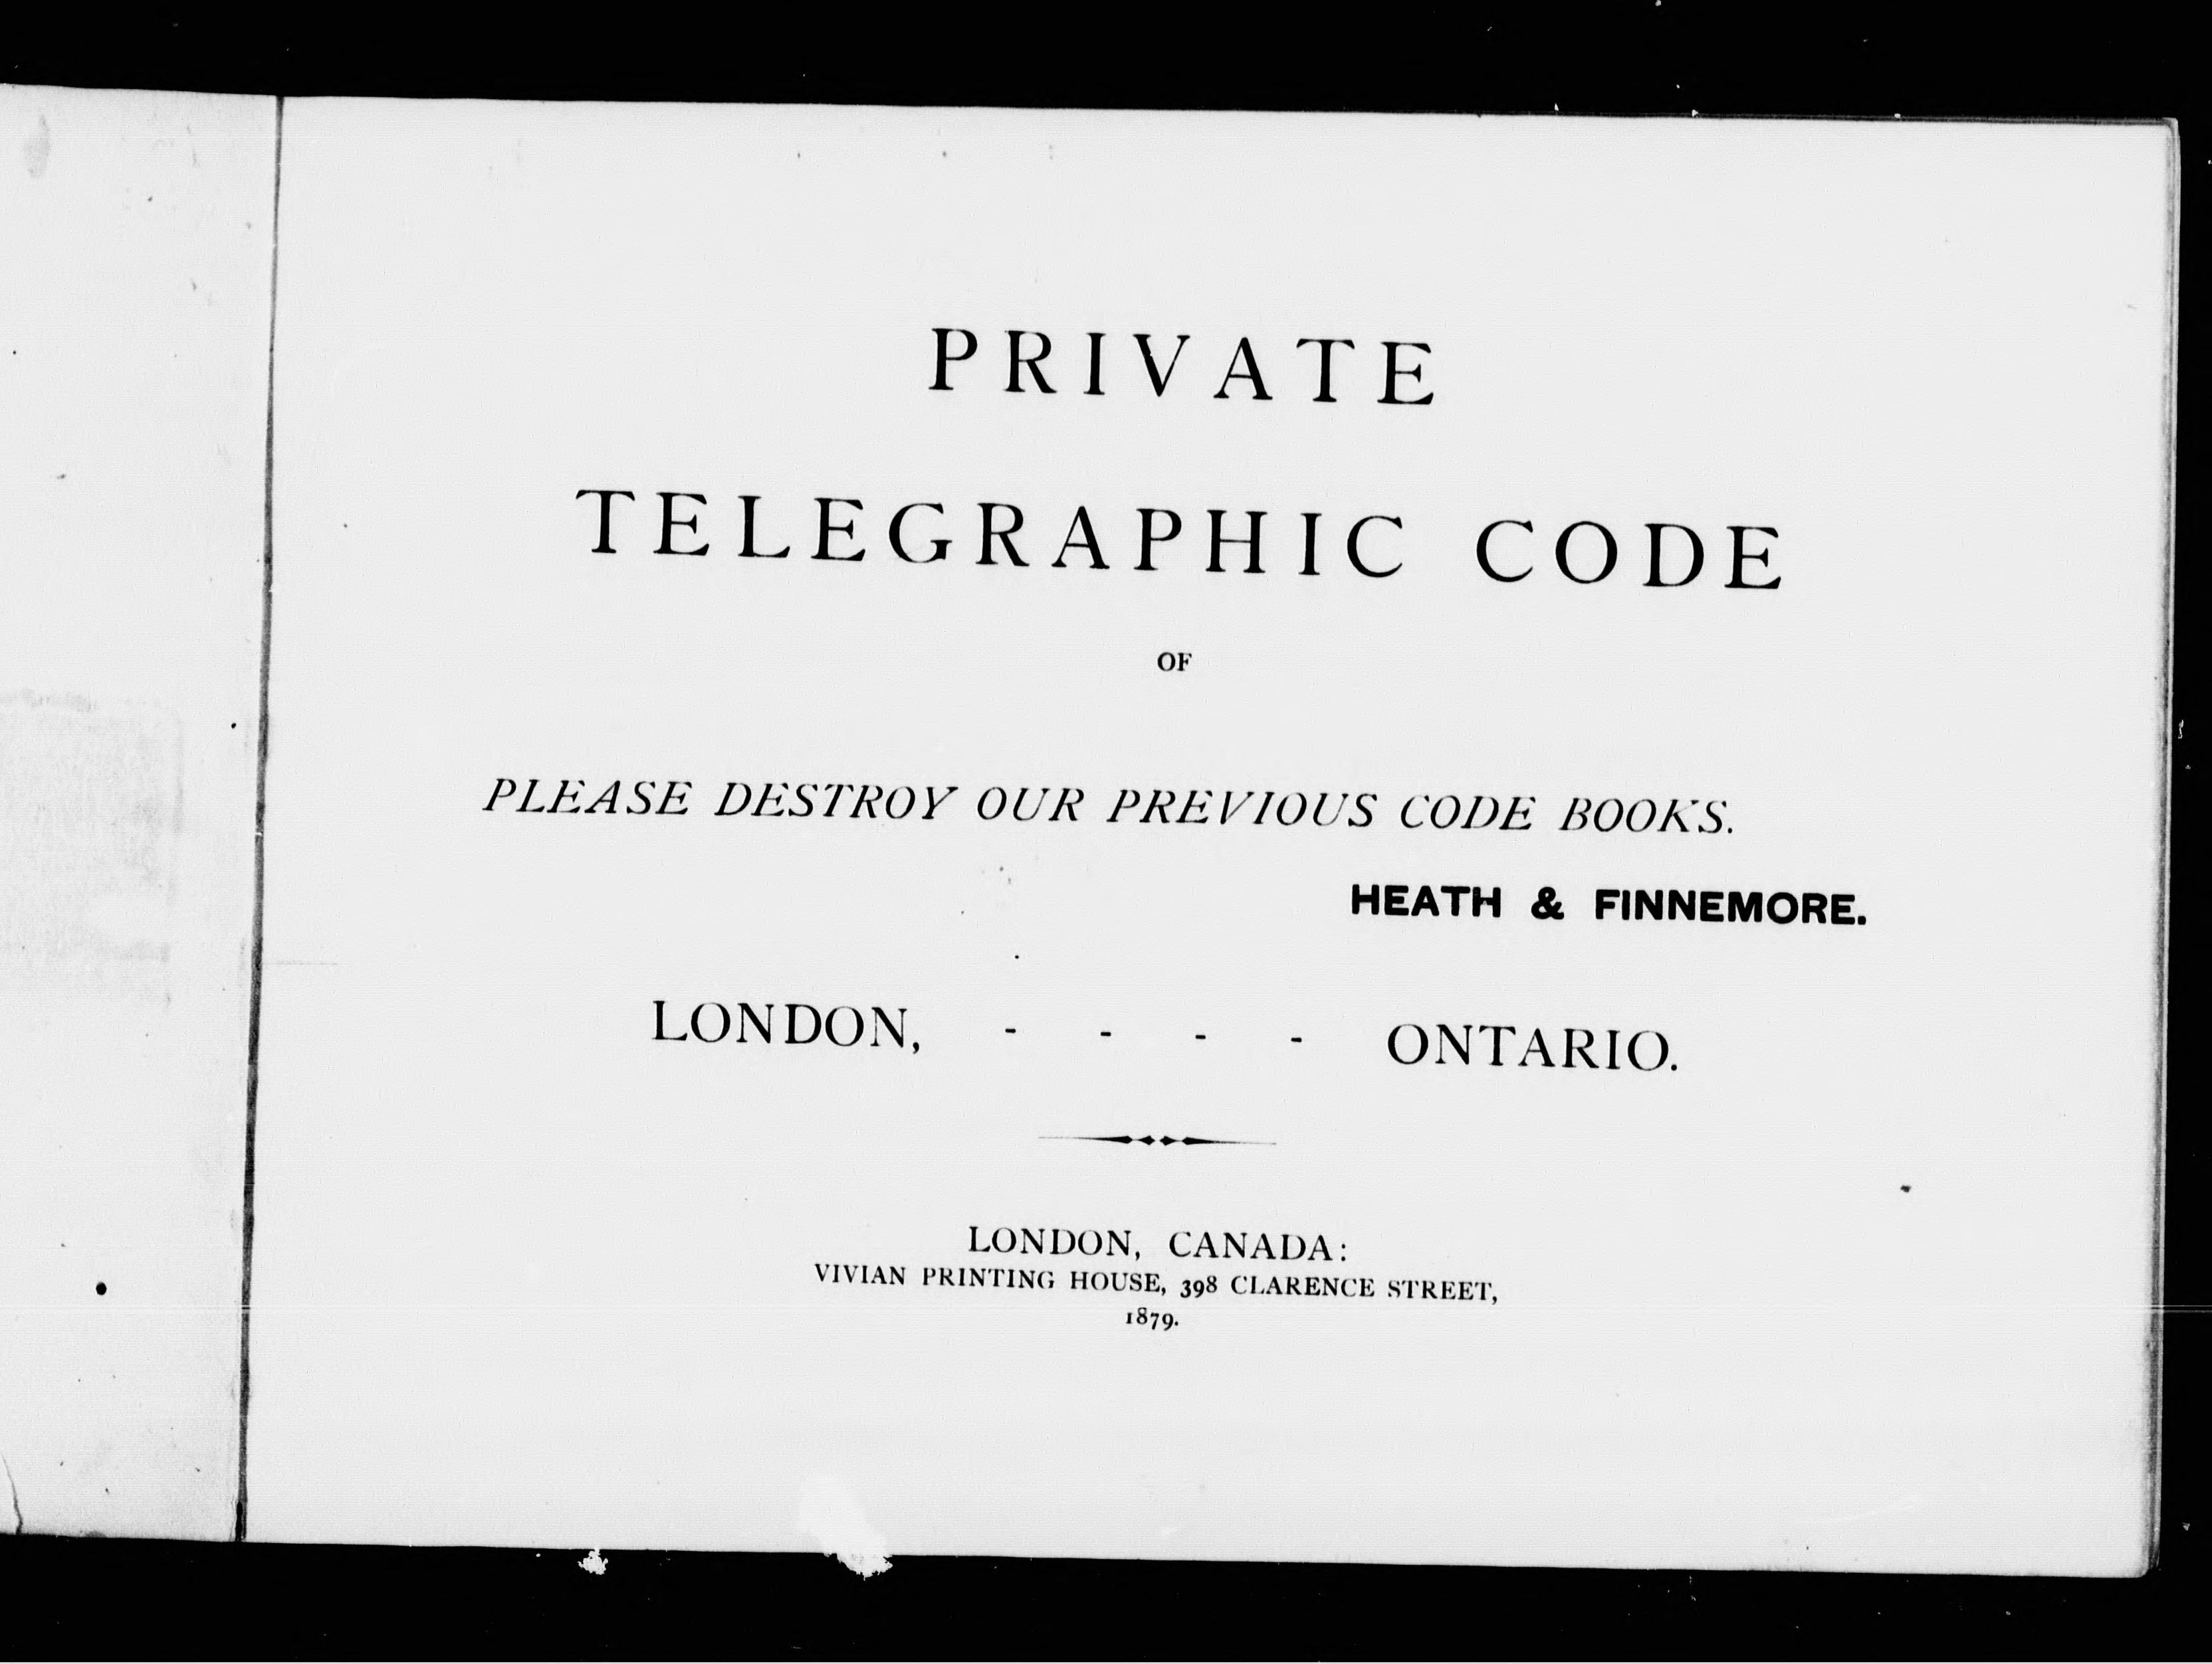 PRIVATE
TELEGRAPHIC CODE
OF
PLEASE DESTROY OUR PREVIOUS CODE BOOKS.
HEATH & FINNEMORE.
LONDON, - - - - ONTARIO.
LONDON, CANADA:
VIVIAN PRINTING HOUSE, 398 CLARENCE STREET,
1879.